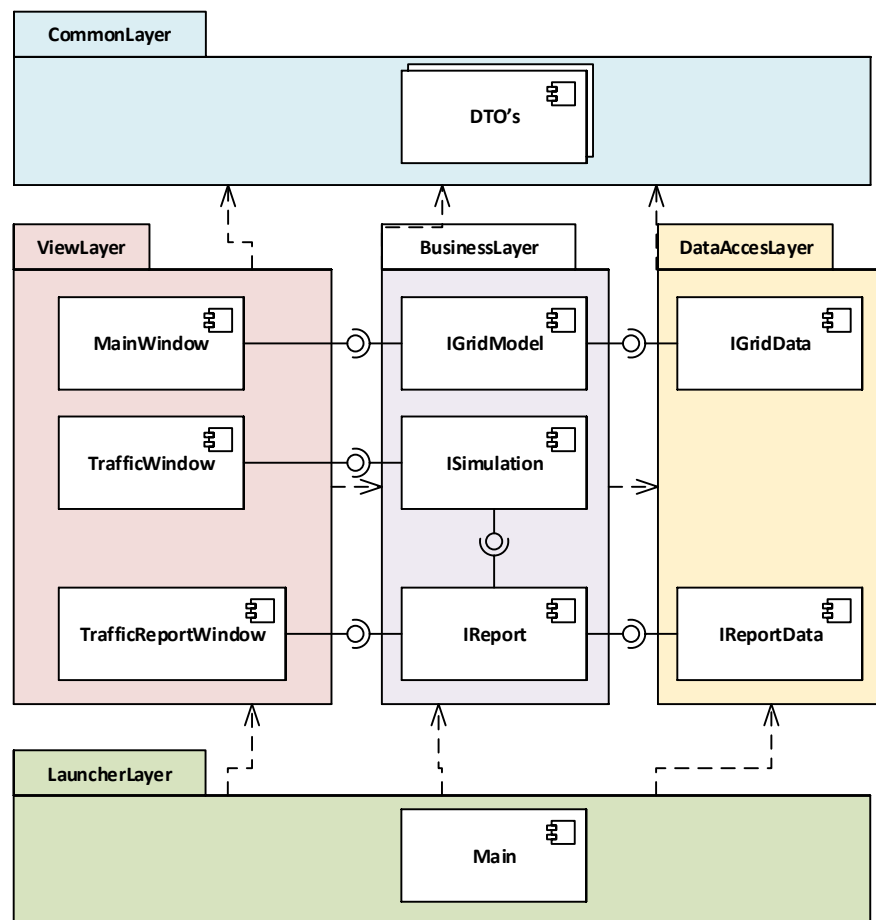 CommonLayer
DTO's
ViewLayer
BusinessLayer
DataAccesLayer
MainWindow
IGridModel
IGridData
TrafficWindow
ISimulation
TrafficReportWindow
IReport
IReportData
LauncherLayer
Main